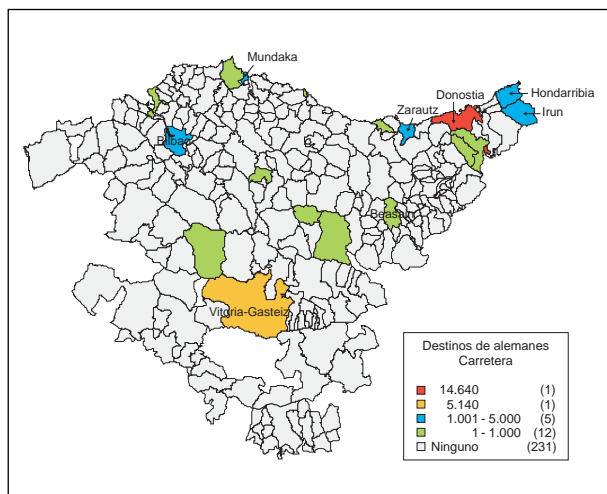 Mundaka
Donostia
Hondarribia
Zarautz
Irun
Bilbao
Beasain
Vitoria-Gasteiz
Destinos de alemanes
Carretera
14.640 (1)
5.140 (1)
1.001 - 5.000 (5)
1 - 1.000 (12)
Ninguno (231)